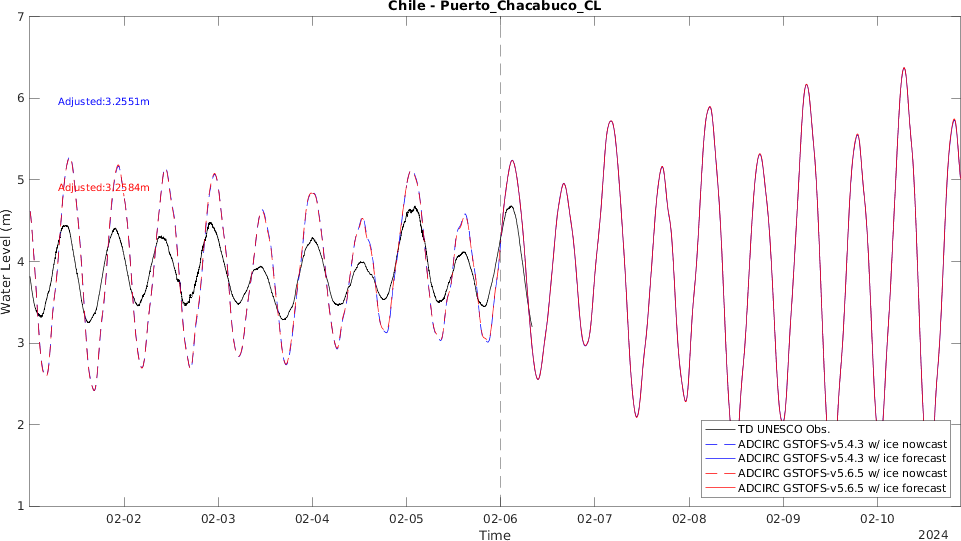 Chile - Puerto_Chacabuco_CL
7
6
5
4
3
2
1
Water Level (m)
Adjusted:3.2551m
Adjusted:3.2584m
TD UNESCO Obs.
ADCIRC GSTOFS-v5.4.3 w/ ice nowcast
ADCIRC GSTOFS-v5.4.3 w/ ice forecast
ADCIRC GSTOFS-v5.6.5 w/ ice nowcast
ADCIRC GSTOFS-v5.6.5 w/ ice forecast
02-02 02-03 02-04 02-05 02-06 02-07 02-08 02-09 02-10
Time
2024